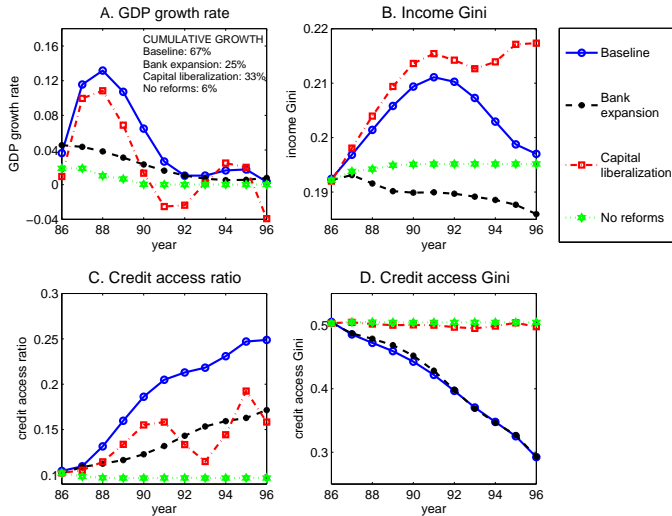 A. GDP growth rate
CUMULATIVE GROWTH
Baseline: 67%
Bank expansion: 25%
Capital liberalization: 33%
No reforms: 6%
0.16
0.12
0.08
0.04
0
−0.04
GDP growth rate
86 88 90 92 94 96
year
B. Income Gini
0.22
0.21
0.2
0.19
income Gini
86 88 90 92 94 96
year
Baseline
Bank
expansion
Capital
liberalization
No reforms
C. Credit access ratio
0.3
0.25
0.2
0.15
0.1
credit access ratio
86 88 90 92 94 96
year
D. Credit access Gini
0.5
0.4
0.3
credit access Gini
86 88 90 92 94 96
year